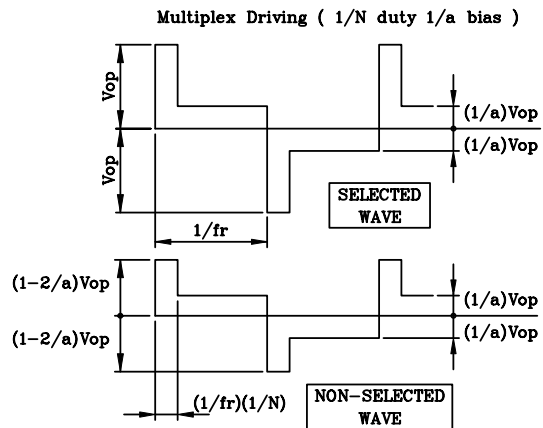 Multiplex Driving ( 1/N duty 1/a bias )
Vop
Vop
(1/a)Vop
(1/a)Vop
SELECTED
WAVE
1/fr
(1-2/a)Vop
(1-2/a)Vop
(1/a)Vop
(1/a)Vop
(1/fr)(1/N)
NON-SELECTED
WAVE